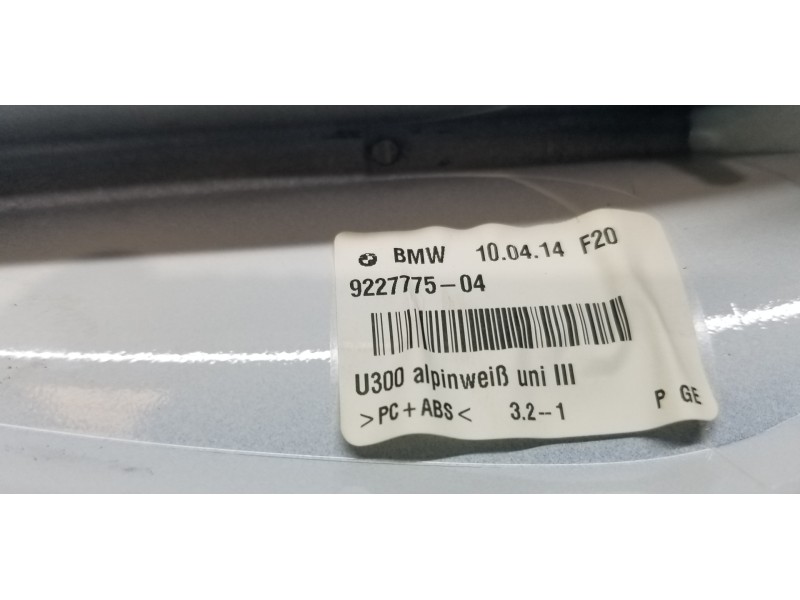 BMW 10.04.14 F20
9227775-04
U300 alpinweiß uni III
>PC+ABS< 3.2--1 P GE